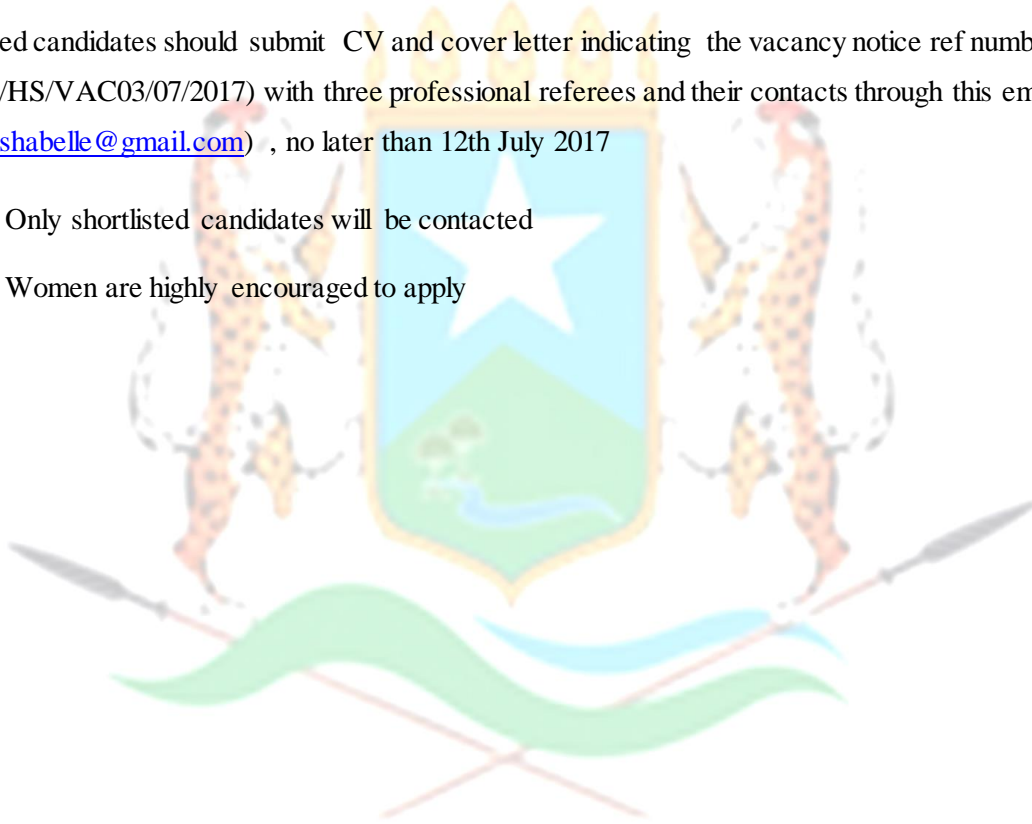 ed candidates should submit CV and cover letter indicating the vacancy notice ref numb
/HS/VAC03/07/2017) with three professional referees and their contacts through this em
shabelle@gmail.com) , no later than 12th July 2017
Only shortlisted candidates will be contacted
Women are highly encouraged to apply